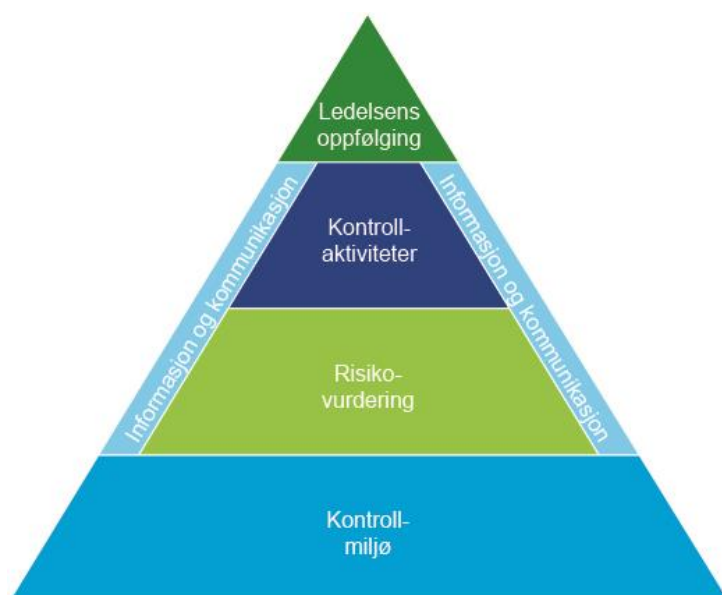 Ledelsens
oppfølging
Informasjon og kommunikasjon
Informasjon og kommunikasjon
Kontroll-
aktiviteter
Risiko-
vurdering
Kontroll-
miljø